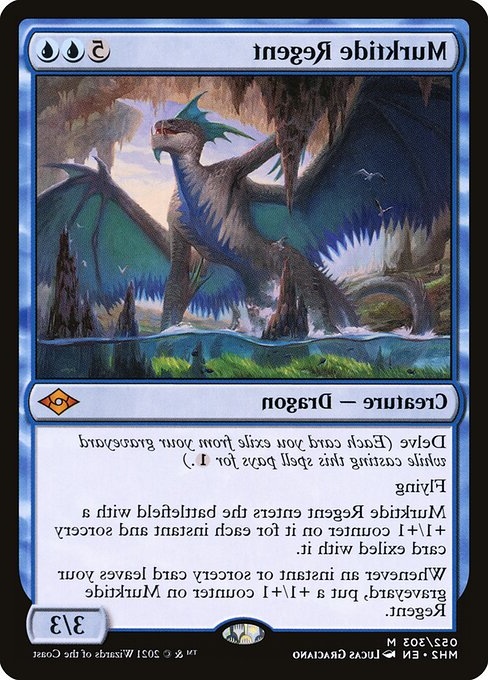 Murktide Regent 5
Creature — Dragon
Delve (Each card you exile from your graveyard
while casting this spell pays for 1.)
Flying
Murktide Regent enters the battlefield with a
+1/+1 counter on it for each instant and sorcery
card exiled with it.
Whenever an instant or sorcery card leaves your
graveyard, put a +1/+1 counter on Murktide
Regent.
3/3
052/303 M
MH2 • EN Lucas Graciano
™ & © 2021 Wizards of the Coast